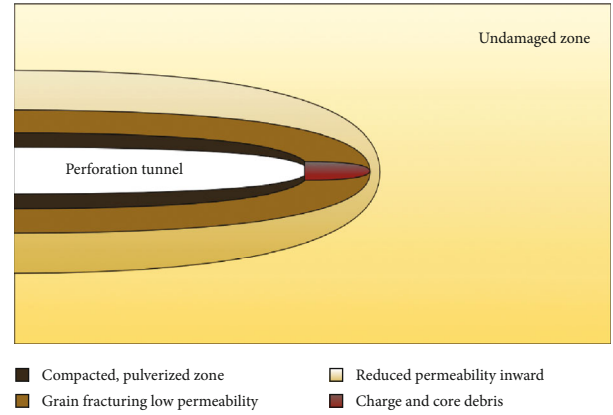 Undamaged zone
Perforation tunnel
Compacted, pulverized zone
Grain fracturing low permeability
Reduced permeability inward
Charge and core debris